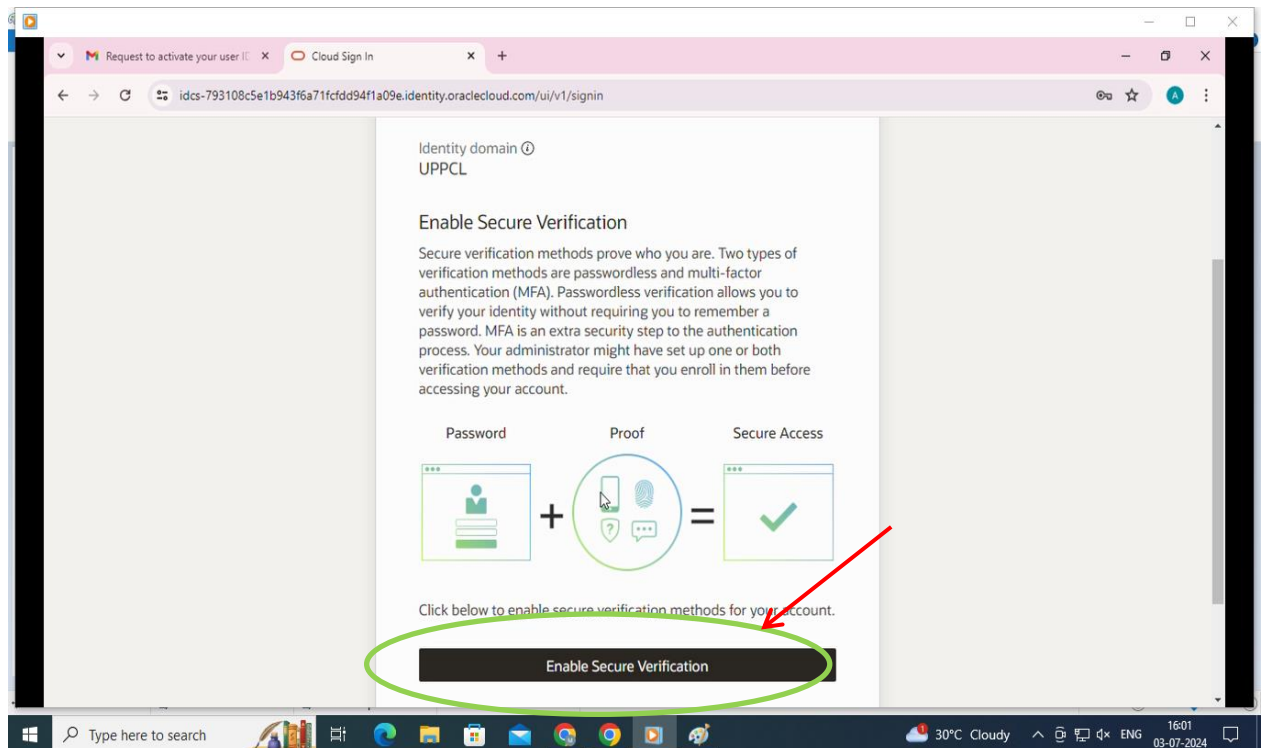 Request to activate your user I
Cloud Sign In
idcs-793108c5e1b943f6a71fcfdd94f1a09e.identity.oraclecloud.com/ui/v1/signin
A
Identity domain
UPPCL
Enable Secure Verification
Secure verification methods prove who you are. Two types of
verification methods are passwordless and multi-factor
authentication (MFA). Passwordless verification allows you to
verify your identity without requiring you to remember a
password. MFA is an extra security step to the authentication
process. Your administrator might have set up one or both
verification methods and require that you enroll in them before
accessing your account.
Password Proof Secure Access
+ ? =
Click below to enable secure verification methods for your account.
Enable Secure Verification
Type here to search
30°C Cloudy
ENG
16:01
03-07-2024